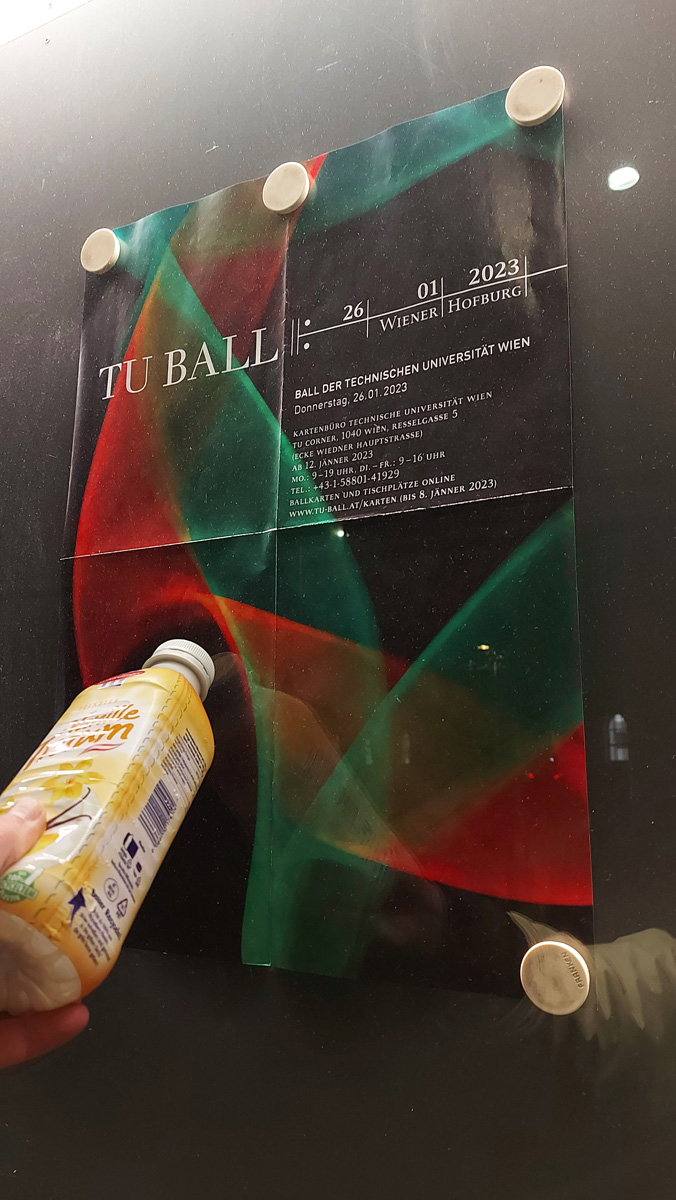 TU BALL
26 01 2023
WIENER HOFBURG
BALL DER TECHNISCHEN UNIVERSITÄT WIEN
Donnerstag, 26.01.2023
KARTENBÜRO TECHNISCHE UNIVERSITÄT WIEN
TU CORNER, 1040 WIEN, RESSELGASSE 5
(ECKE WIEDNER HAUPTSTRASSE)
AB 12. JÄNNER 2023
MO.: 9–19 UHR, DI. – FR.: 9–16 UHR
TEL.: +43-1-58801-41929
BALLKARTEN UND TISCHPLÄTZE ONLINE
WWW.TU-BALL.AT/KARTEN (BIS 8. JÄNNER 2023)
FRANKEN